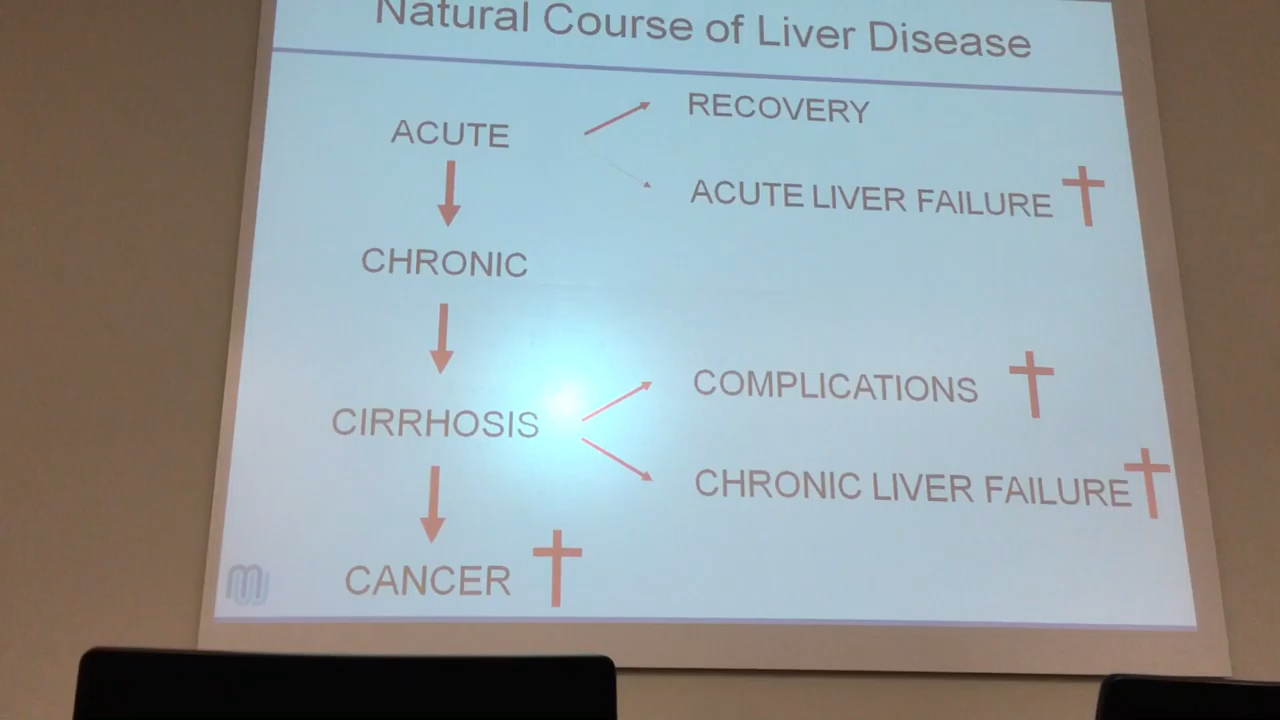 Natural Course of Liver Disease
ACUTE
RECOVERY
ACUTE LIVER FAILURE
CHRONIC
CIRRHOSIS
COMPLICATIONS
CHRONIC LIVER FAILURE
CANCER